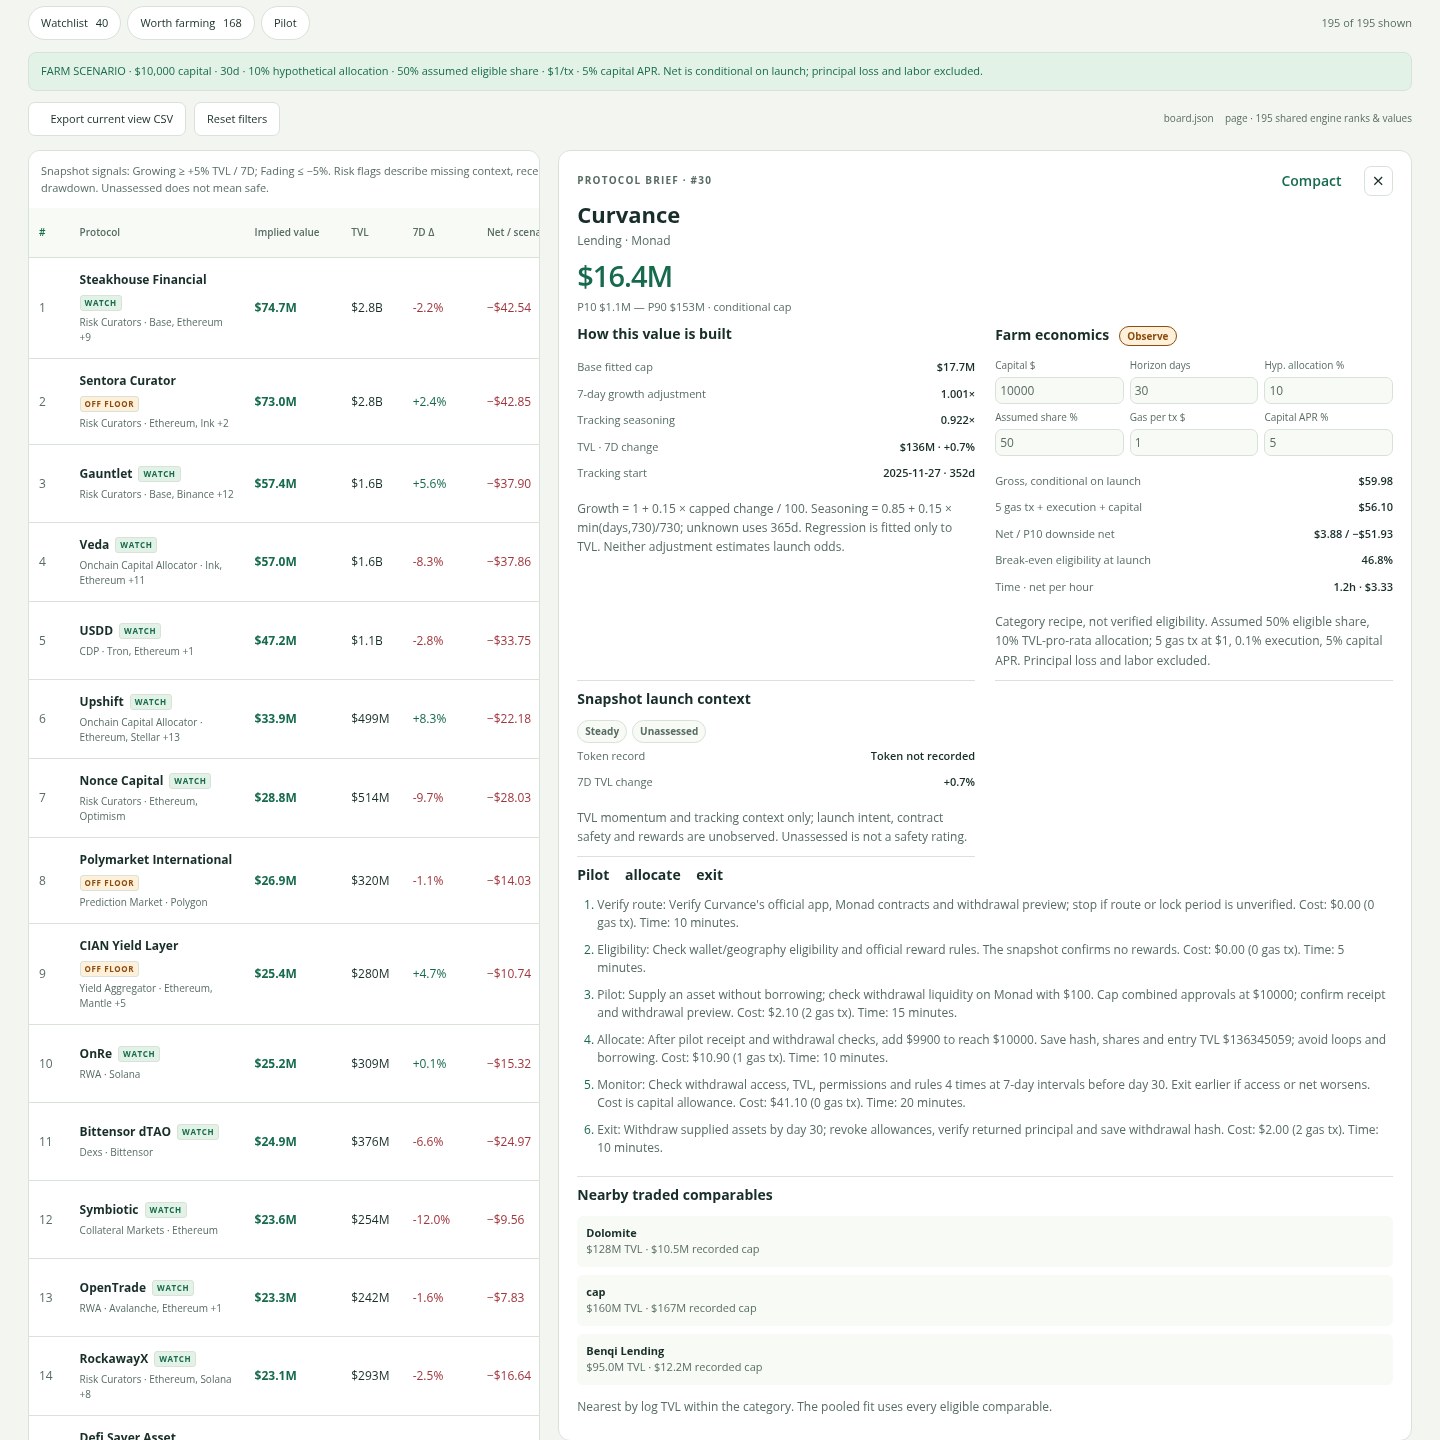 Watchlist 40 Worth farming 168 Pilot 195 of 195 shown
FARM SCENARIO · $10,000 capital · 30d · 10% hypothetical allocation · 50% assumed eligible share · $1/tx · 5% capital APR. Net is conditional on launch; principal loss and labor excluded.
Export current view CSV Reset filters board.json page · 195 shared engine ranks & values
Snapshot signals: Growing ≥ +5% TVL / 7D; Fading ≤ −5%. Risk flags describe missing context, rece
drawdown. Unassessed does not mean safe.
# Protocol Implied value TVL 7D Δ Net / scena
Steakhouse Financial
WATCH
1 $74.7M $2.8B -2.2% −$42.54
Risk Curators · Base, Ethereum
+9
Sentora Curator
OFF FLOOR
2 $73.0M $2.8B +2.4% −$42.85
Risk Curators · Ethereum, Ink +2
Gauntlet WATCH
3 $57.4M $1.6B +5.6% −$37.90
Risk Curators · Base, Binance +12
Veda WATCH
4 $57.0M $1.6B -8.3% −$37.86
Onchain Capital Allocator · Ink,
Ethereum +11
USDD WATCH
5 $47.2M $1.1B -2.8% −$33.75
CDP · Tron, Ethereum +1
Upshift WATCH
6 $33.9M $499M +8.3% −$22.18
Onchain Capital Allocator ·
Ethereum, Stellar +13
Nonce Capital WATCH
7 $28.8M $514M -9.7% −$28.03
Risk Curators · Ethereum,
Optimism
Polymarket International
OFF FLOOR
8 $26.9M $320M -1.1% −$14.03
Prediction Market · Polygon
CIAN Yield Layer
OFF FLOOR
9 $25.4M $280M +4.7% −$10.74
Yield Aggregator · Ethereum,
Mantle +5
OnRe WATCH
10 $25.2M $309M +0.1% −$15.32
RWA · Solana
Bittensor dTAO WATCH
11 $24.9M $376M -6.6% −$24.97
Dexs · Bittensor
Symbiotic WATCH
12 $23.6M $254M -12.0% −$9.56
Collateral Markets · Ethereum
OpenTrade WATCH
13 $23.3M $242M -1.6% −$7.83
RWA · Avalanche, Ethereum +1
RockawayX WATCH
14 $23.1M $293M -2.5% −$16.64
Risk Curators · Ethereum, Solana
+8
Defi Saver Asset
PROTOCOL BRIEF · #30 Compact ×
Curvance
Lending · Monad
$16.4M
P10 $1.1M — P90 $153M · conditional cap
How this value is built
Base fitted cap $17.7M
7-day growth adjustment 1.001×
Tracking seasoning 0.922×
TVL · 7D change $136M · +0.7%
Tracking start 2025-11-27 · 352d
Growth = 1 + 0.15 × capped change / 100. Seasoning = 0.85 + 0.15 ×
min(days,730)/730; unknown uses 365d. Regression is fitted only to
TVL. Neither adjustment estimates launch odds.
Farm economics Observe
Capital $ Horizon days Hyp. allocation %
10000 30 10
Assumed share % Gas per tx $ Capital APR %
50 1 5
Gross, conditional on launch $59.98
5 gas tx + execution + capital $56.10
Net / P10 downside net $3.88 / −$51.93
Break-even eligibility at launch 46.8%
Time · net per hour 1.2h · $3.33
Category recipe, not verified eligibility. Assumed 50% eligible share,
10% TVL-pro-rata allocation; 5 gas tx at $1, 0.1% execution, 5% capital
APR. Principal loss and labor excluded.
Snapshot launch context
Steady Unassessed
Token record Token not recorded
7D TVL change +0.7%
TVL momentum and tracking context only; launch intent, contract
safety and rewards are unobserved. Unassessed is not a safety rating.
Pilot allocate exit
1. Verify route: Verify Curvance's official app, Monad contracts and withdrawal preview; stop if route or lock period is unverified. Cost: $0.00 (0
gas tx). Time: 10 minutes.
2. Eligibility: Check wallet/geography eligibility and official reward rules. The snapshot confirms no rewards. Cost: $0.00 (0 gas tx). Time: 5
minutes.
3. Pilot: Supply an asset without borrowing; check withdrawal liquidity on Monad with $100. Cap combined approvals at $10000; confirm receipt
and withdrawal preview. Cost: $2.10 (2 gas tx). Time: 15 minutes.
4. Allocate: After pilot receipt and withdrawal checks, add $9900 to reach $10000. Save hash, shares and entry TVL $136345059; avoid loops and
borrowing. Cost: $10.90 (1 gas tx). Time: 10 minutes.
5. Monitor: Check withdrawal access, TVL, permissions and rules 4 times at 7-day intervals before day 30. Exit earlier if access or net worsens.
Cost is capital allowance. Cost: $41.10 (0 gas tx). Time: 20 minutes.
6. Exit: Withdraw supplied assets by day 30; revoke allowances, verify returned principal and save withdrawal hash. Cost: $2.00 (2 gas tx). Time:
10 minutes.
Nearby traded comparables
Dolomite
$128M TVL · $10.5M recorded cap
cap
$160M TVL · $167M recorded cap
Benqi Lending
$95.0M TVL · $12.2M recorded cap
Nearest by log TVL within the category. The pooled fit uses every eligible comparable.